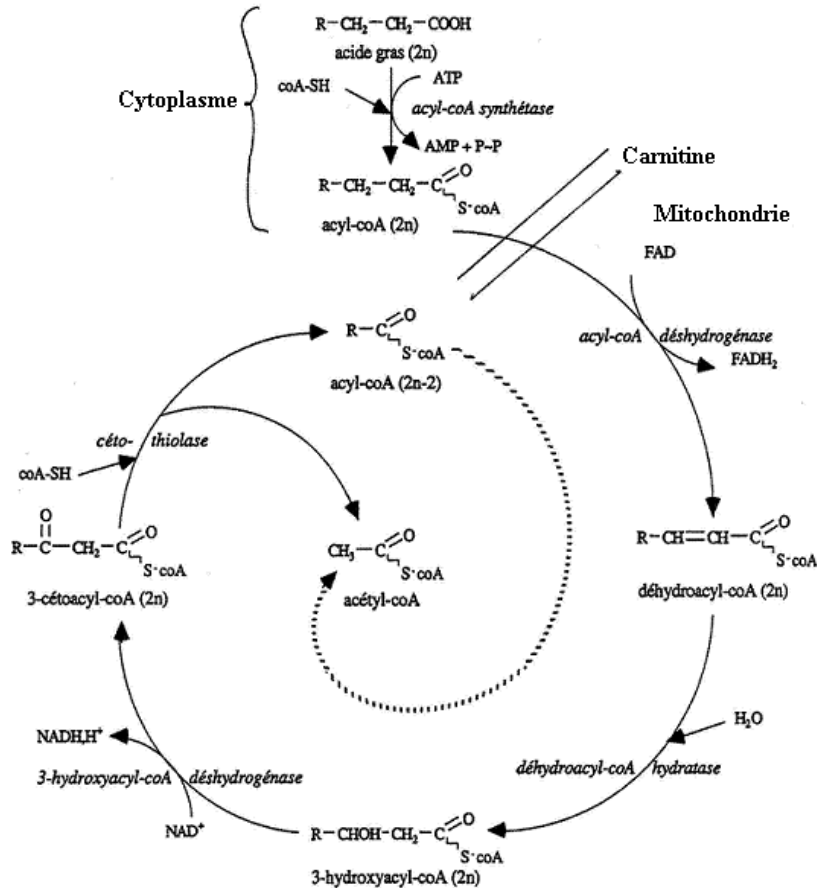 R-CH₂-CH₂-COOH
acide gras (2n)
coA-SH
ATP
Cytoplasme
acyl-coA synthétase
AMP + P~P
Carnitine
R-CH₂-CH₂-C=O
S-coA
acyl-coA (2n)
Mitochondrie
FAD
R-C=O
S-coA
acyl-coA (2n-2)
acyl-coA déshydrogénase
FADH₂
céto- thiolase
coA-SH
R-C-CH₂-C=O
O
S-coA
3-cétoacyl-coA (2n)
CH₃-C=O
S-coA
acétyl-coA
R-CH=CH-C=O
S-coA
déhydroacyl-coA (2n)
H₂O
NADH,H⁺
3-hydroxyacyl-coA déshydrogénase
déhydroacyl-coA hydratase
NAD⁺
R-CHOH-CH₂-C=O
S-coA
3-hydroxyacyl-coA (2n)